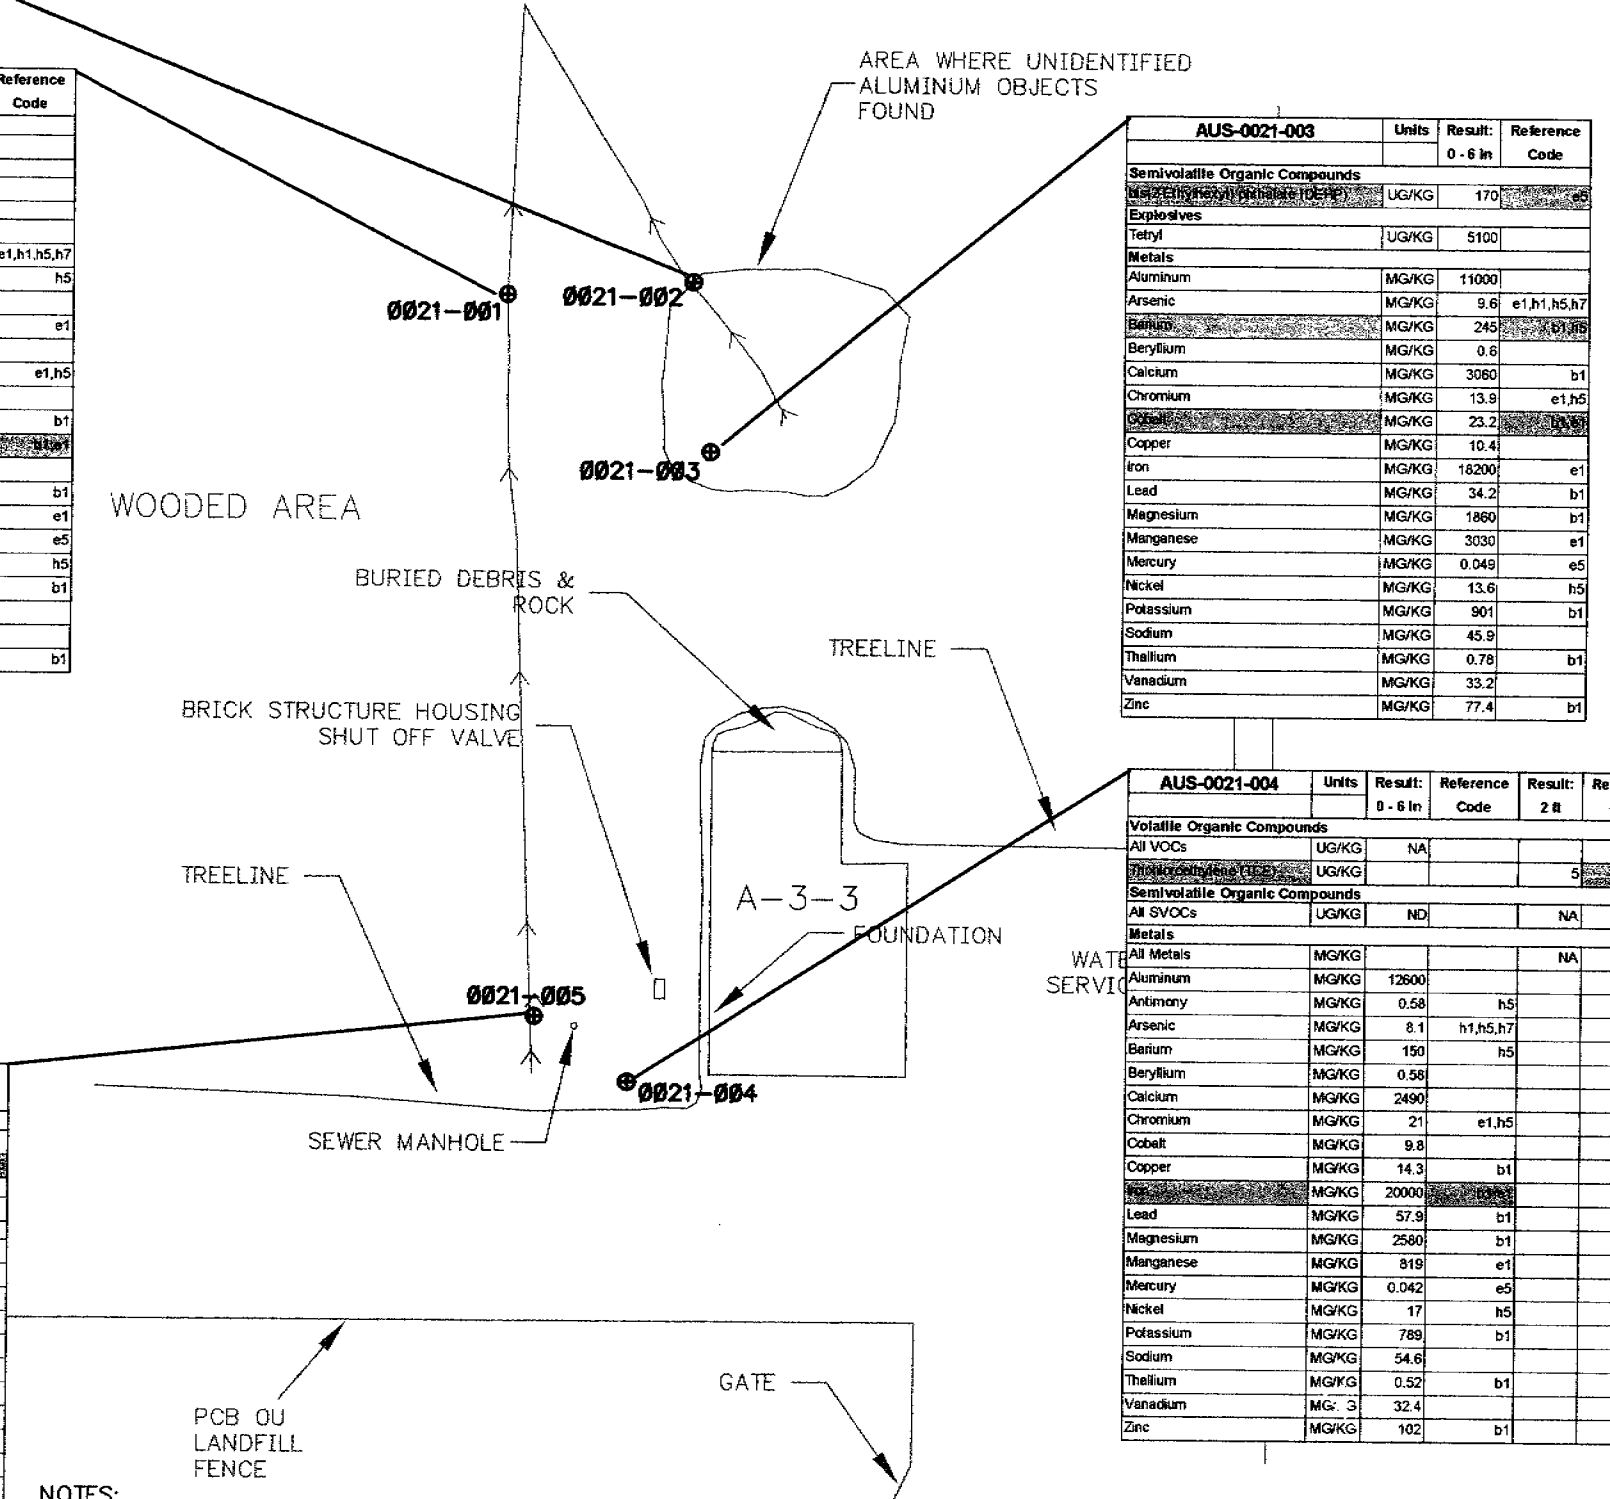 Reference
Code
e1,h1,h5,h7
h5
e1
e1,h5
b1
b1
e1
e5
h5
b1
b1
AREA WHERE UNIDENTIFIED
ALUMINUM OBJECTS
FOUND
0021-001
0021-002
0021-003
WOODED AREA
BURIED DEBRIS &
ROCK
TREELINE
BRICK STRUCTURE HOUSING
SHUT OFF VALVE
TREELINE
A-3-3
FOUNDATION
0021-005
0021-004
SEWER MANHOLE
PCB OU
LANDFILL
FENCE
GATE
NOTES:
AUS-0021-003 Units Result: Reference
0 - 6 in Code
Semivolatile Organic Compounds
bis(2-Ethylhexyl) phthalate (DEHP) UG/KG 170 e5
Explosives
Tetryl UG/KG 5100
Metals
Aluminum MG/KG 11000
Arsenic MG/KG 9.6 e1,h1,h5,h7
Barium MG/KG 245 b1,h5
Beryllium MG/KG 0.6
Calcium MG/KG 3060 b1
Chromium MG/KG 13.9 e1,h5
Cobalt MG/KG 23.2 b1,e1
Copper MG/KG 10.4
Iron MG/KG 18200 e1
Lead MG/KG 34.2 b1
Magnesium MG/KG 1860 b1
Manganese MG/KG 3030 e1
Mercury MG/KG 0.049 e5
Nickel MG/KG 13.6 h5
Potassium MG/KG 901 b1
Sodium MG/KG 45.9
Thallium MG/KG 0.78 b1
Vanadium MG/KG 33.2
Zinc MG/KG 77.4 b1
WATE
SERVIC
AUS-0021-004 Units Result: Reference Result: Re
0 - 6 in Code 2 ft
Volatile Organic Compounds
All VOCs UG/KG NA
Trichloroethylene (TCE) UG/KG 5
Semivolatile Organic Compounds
All SVOCs UG/KG ND NA
Metals
All Metals MG/KG NA
Aluminum MG/KG 12600
Antimony MG/KG 0.58 h5
Arsenic MG/KG 8.1 h1,h5,h7
Barium MG/KG 150 h5
Beryllium MG/KG 0.58
Calcium MG/KG 2490
Chromium MG/KG 21 e1,h5
Cobalt MG/KG 9.8
Copper MG/KG 14.3 b1
MG/KG 20000
Lead MG/KG 57.9 b1
Magnesium MG/KG 2580 b1
Manganese MG/KG 819 e1
Mercury MG/KG 0.042 e5
Nickel MG/KG 17 h5
Potassium MG/KG 789 b1
Sodium MG/KG 54.6
Thallium MG/KG 0.52 b1
Vanadium 32.4
Zinc MG/KG 102 b1